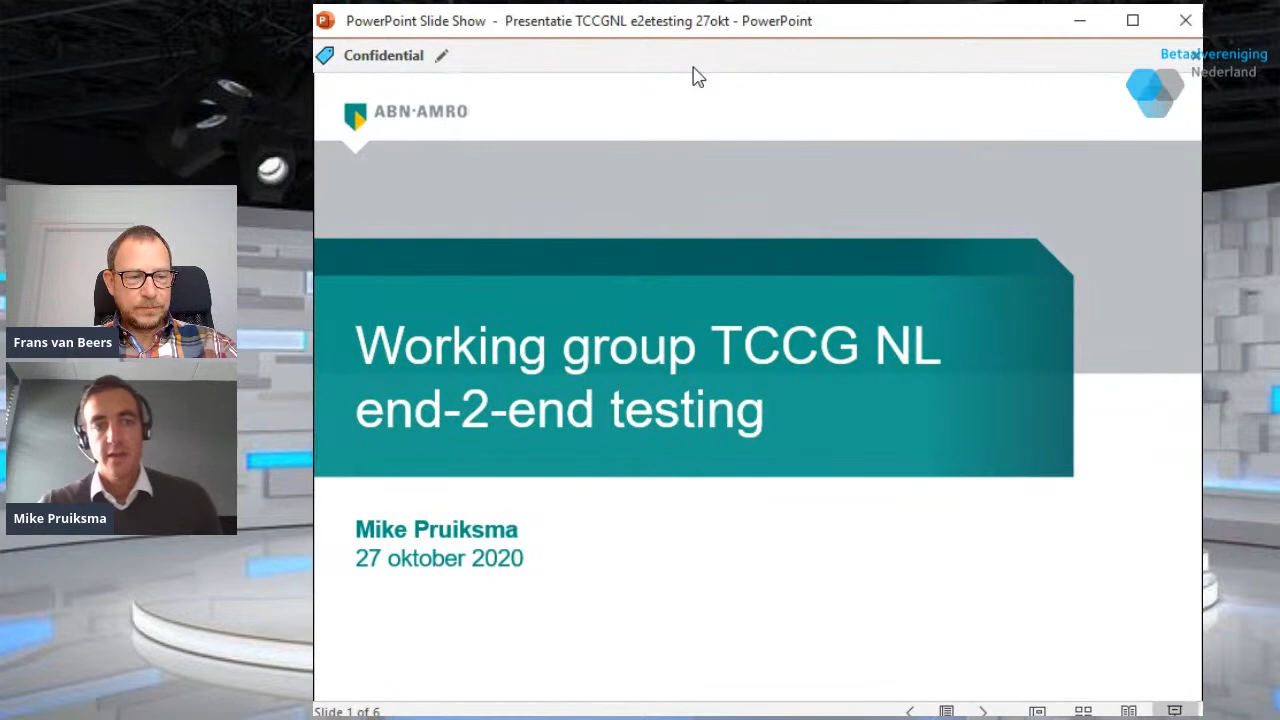 PowerPoint Slide Show - Presentatie TCCGNL e2etesting 27okt - PowerPoint
Confidential
Betaalvereniging
Nederland
ABN·AMRO
Working group TCCG NL
end-2-end testing
Frans van Beers
Mike Pruiksma
Mike Pruiksma
27 oktober 2020
Slide 1 of 6